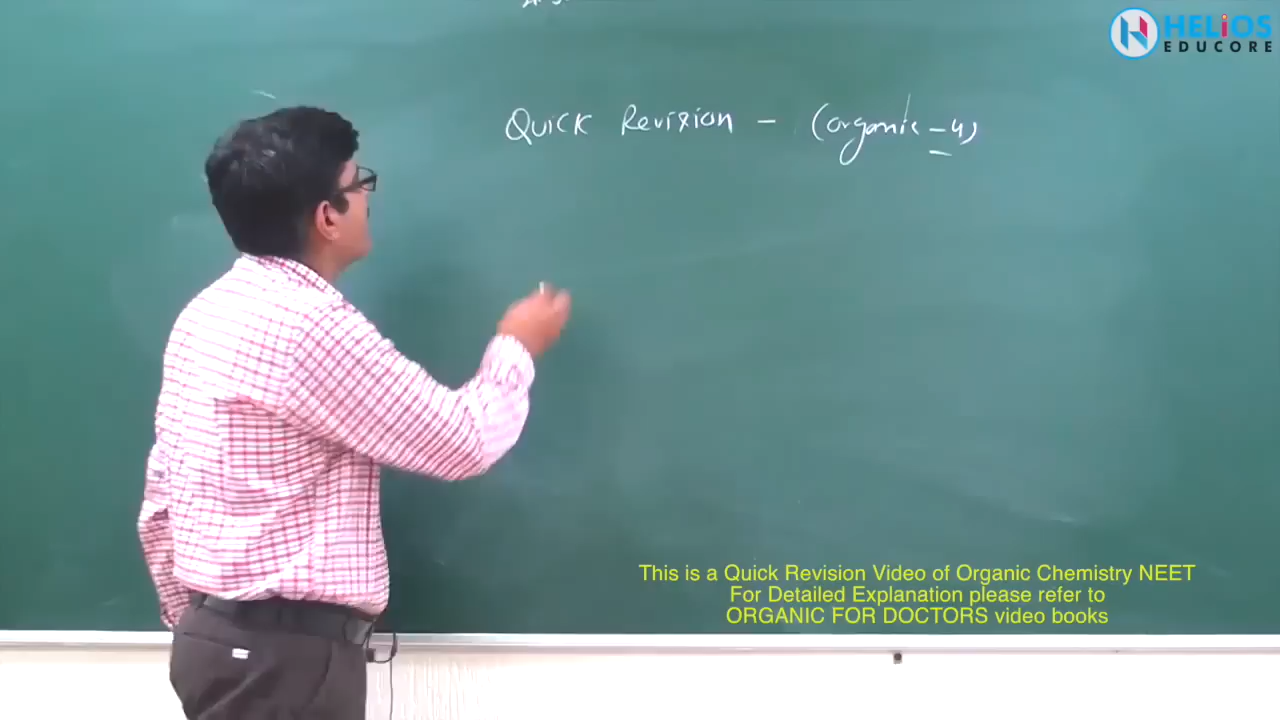 HELiOS
EDUCORE
Quick Revision - (organic-4)
This is a Quick Revision Video of Organic Chemistry NEET
For Detailed Explanation please refer to
ORGANIC FOR DOCTORS video books